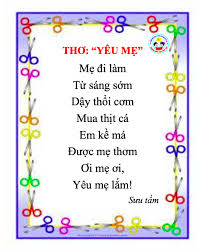 THƠ: “YÊU MẸ”
Mẹ đi làm
Từ sáng sớm
Dậy thổi cơm
Mua thịt cá
Em kề má
Được mẹ thơm
Ơi mẹ ơi,
Yêu mẹ lắm!
Sưu tầm